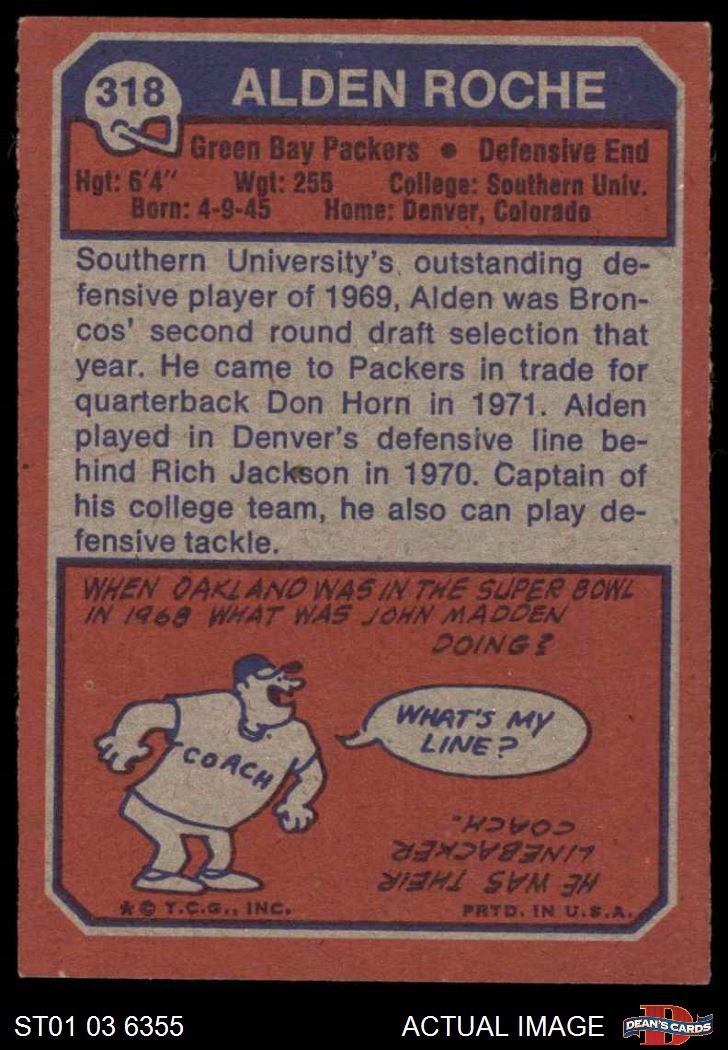 318
ALDEN ROCHE
Green Bay Packers • Defensive End
Hgt: 6'4" Wgt: 255 College: Southern Univ.
Born: 4-9-45 Home: Denver, Colorado
Southern University's outstanding de-
fensive player of 1969, Alden was Bron-
cos' second round draft selection that
year. He came to Packers in trade for
quarterback Don Horn in 1971. Alden
played in Denver's defensive line be-
hind Rich Jackson in 1970. Captain of
his college team, he also can play de-
fensive tackle.
WHEN OAKLAND WAS IN THE SUPER BOWL
IN 1968 WHAT WAS JOHN MADDEN
DOING?
WHAT'S MY
LINE?
COACH
HE WAS THEIR
LINEBACKER
COACH.
★ © T.C.G., INC.
PRTD. IN U.S.A.
ST01 03 6355
ACTUAL IMAGE
D
DEAN'S CARDS